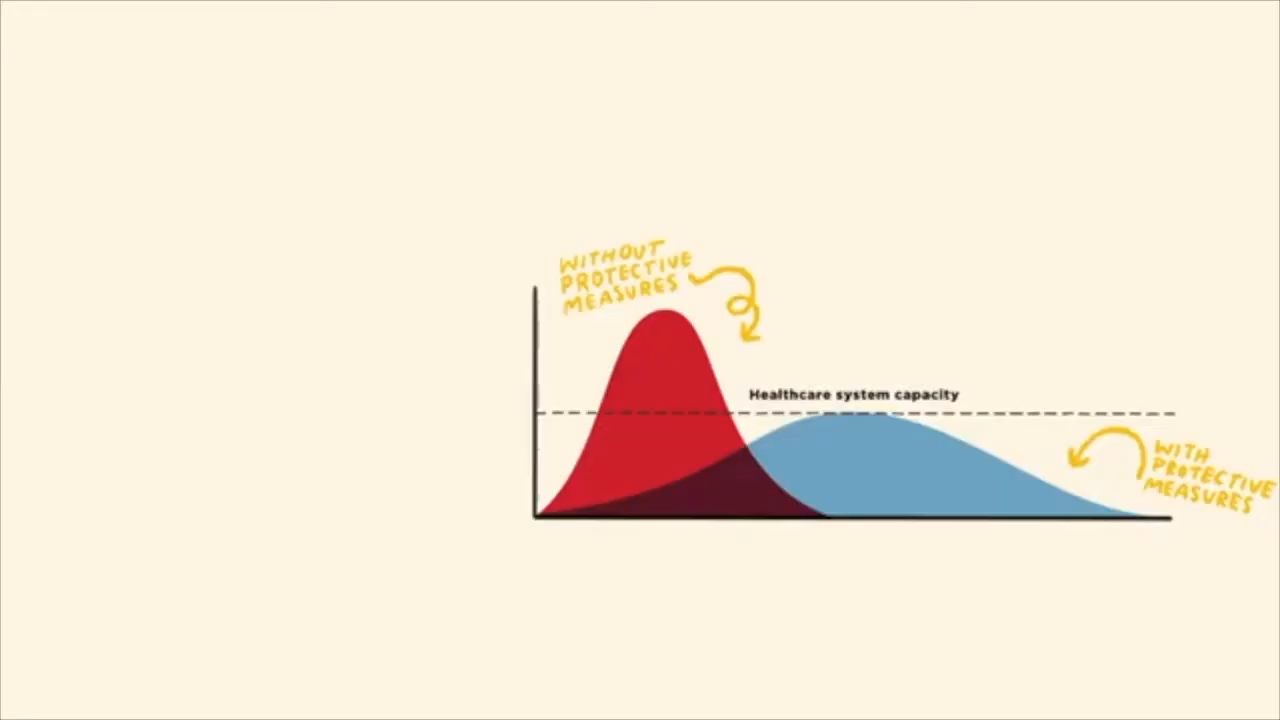 WITHOUT
PROTECTIVE
MEASURES
Healthcare system capacity
WITH
PROTECTIVE
MEASURES